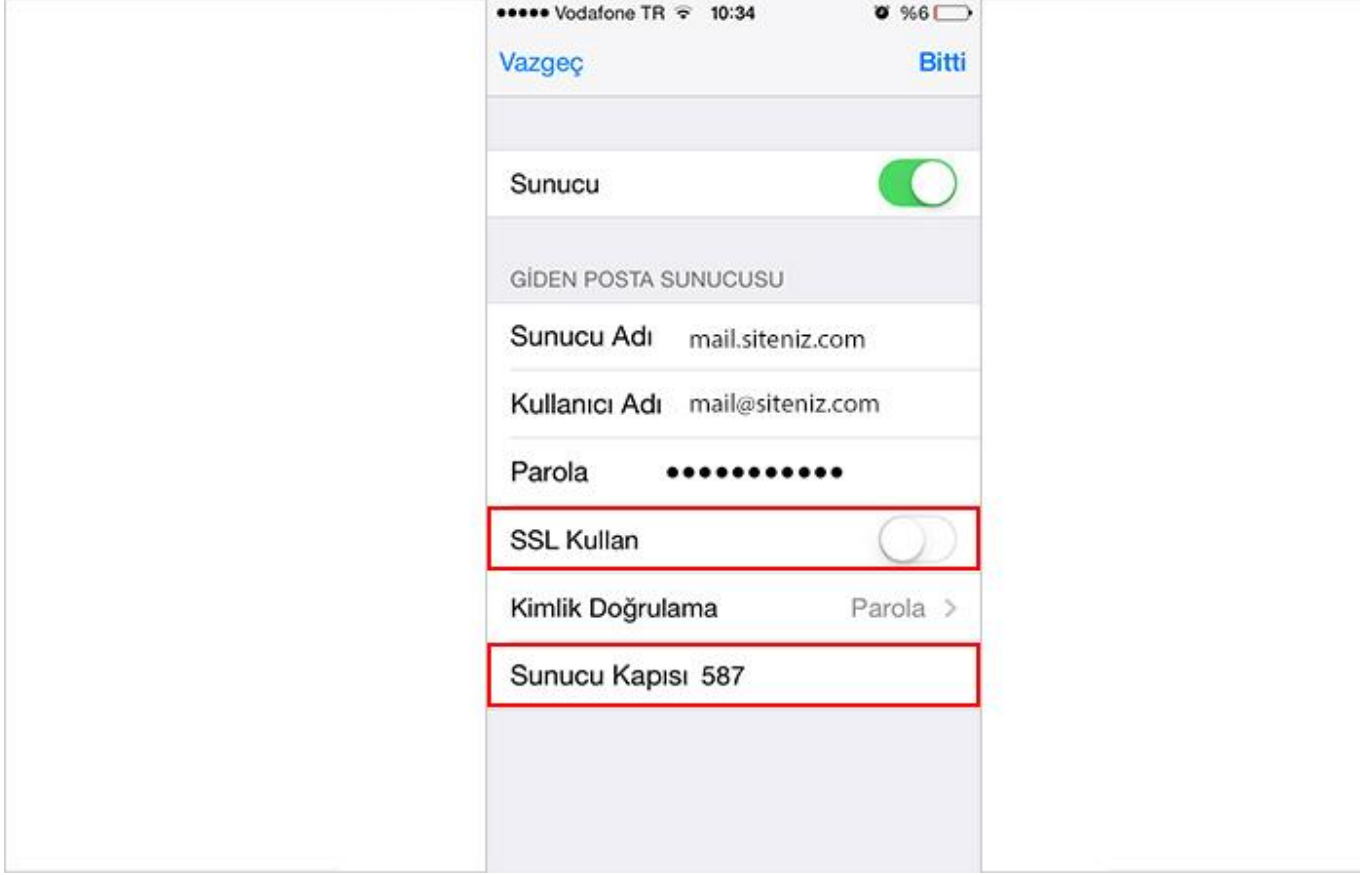 Vodafone TR 10:34 %6
Vazgeç Bitti
Sunucu
GİDEN POSTA SUNUCUSU
Sunucu Adı mail.siteniz.com
Kullanıcı Adı mail@siteniz.com
Parola •••••••••••
SSL Kullan
Kimlik Doğrulama Parola >
Sunucu Kapısı 587